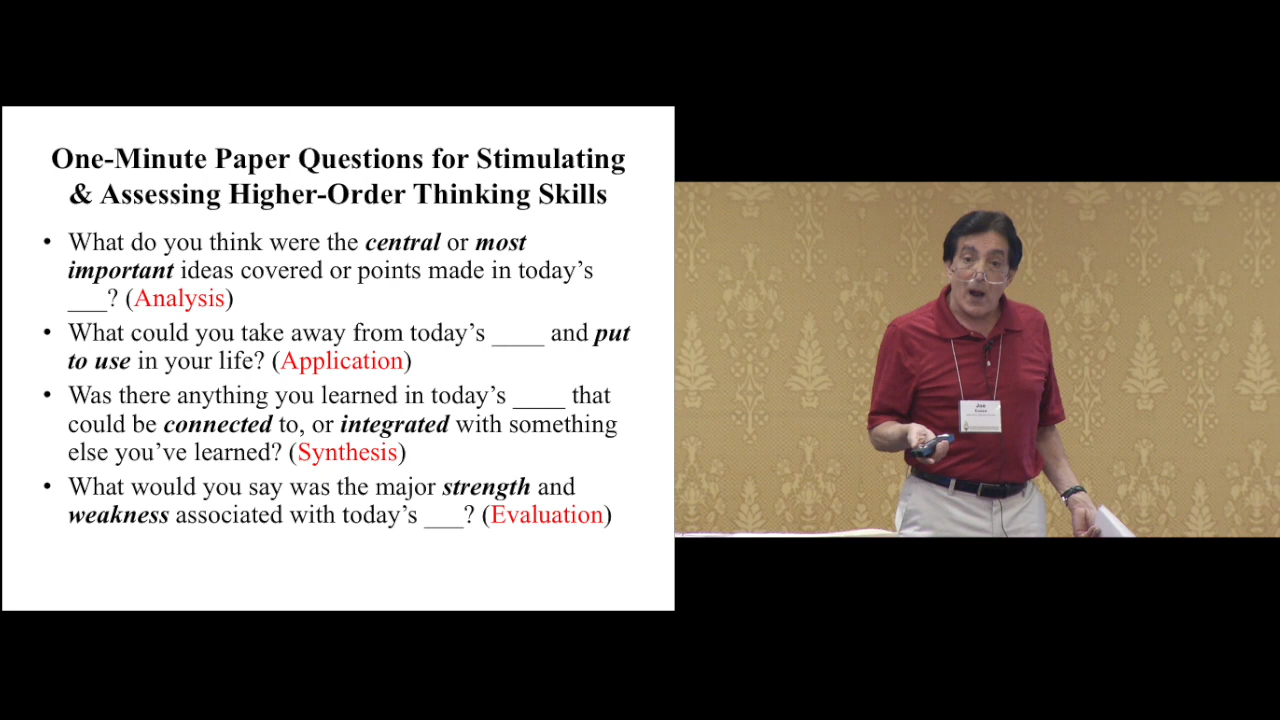 One-Minute Paper Questions for Stimulating
& Assessing Higher-Order Thinking Skills
• What do you think were the central or most
important ideas covered or points made in today’s
___? (Analysis)
• What could you take away from today’s ____ and put
to use in your life? (Application)
• Was there anything you learned in today’s ____ that
could be connected to, or integrated with something
else you’ve learned? (Synthesis)
• What would you say was the major strength and
weakness associated with today’s ___? (Evaluation)
Joe